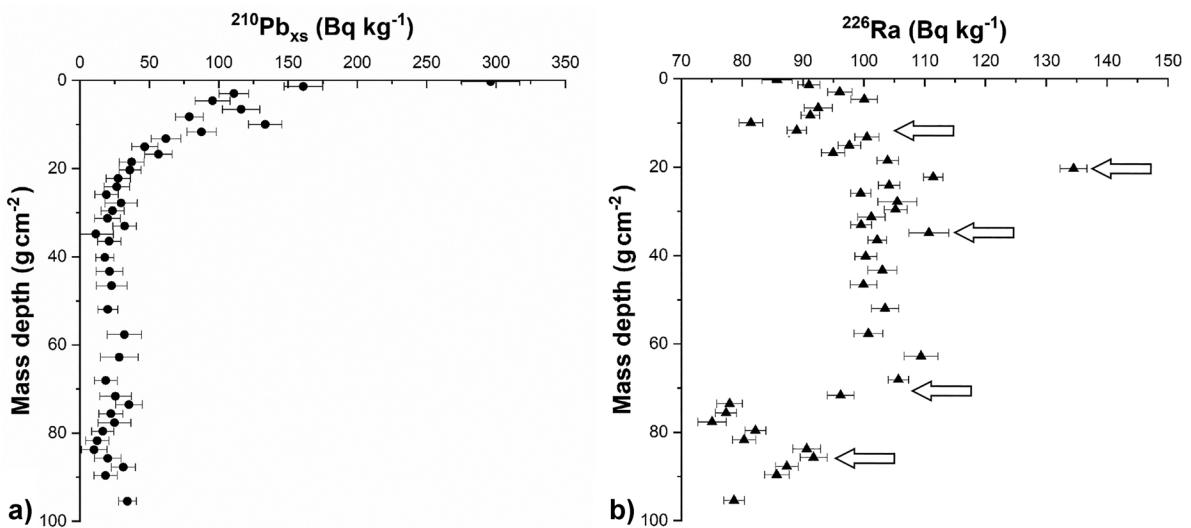 ²¹⁰Pbₓₛ (Bq kg⁻¹)
0 50 100 150 200 250 300 350
0
20
40
60
80
100
Mass depth (g cm⁻²)
a)
²²⁶Ra (Bq kg⁻¹)
70 80 90 100 110 120 130 140 150
0
20
40
60
80
100
Mass depth (g cm⁻²)
b)